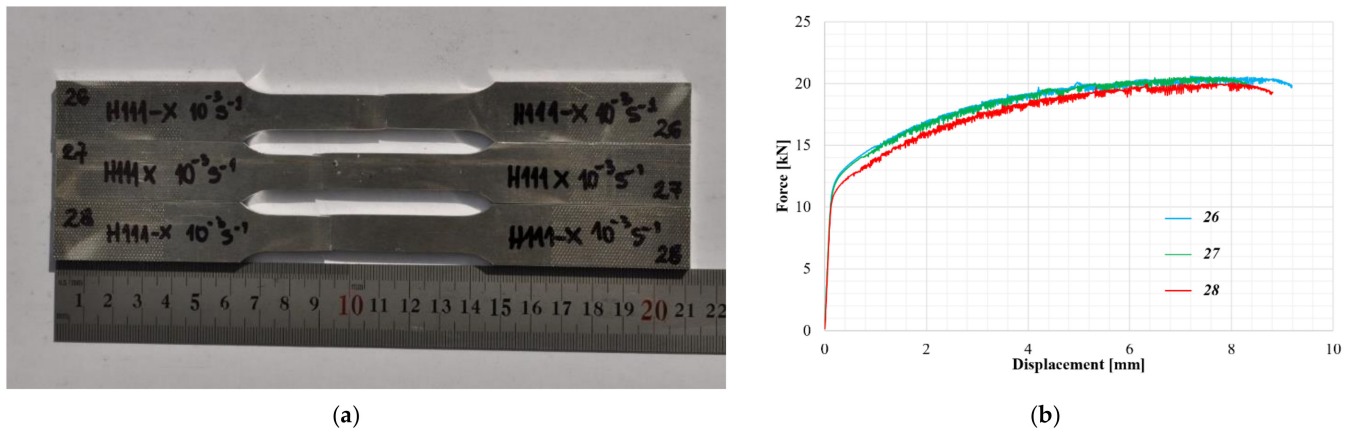 26
H111-X 10⁻³ s⁻¹
H111-X 10⁻³ s⁻¹
26
27
H111 X 10⁻³ s⁻¹
H111 X 10⁻³ s⁻¹
27
28
H111-X 10⁻³ s⁻¹
H111-X 10⁻³ s⁻¹
28
1 2 3 4 5 6 7 8 9 10 11 12 13 14 15 16 17 18 19 20 21 22
(a)
25
20
15
10
5
0
Force [kN]
26
27
28
0 2 4 6 8 10
Displacement [mm]
(b)